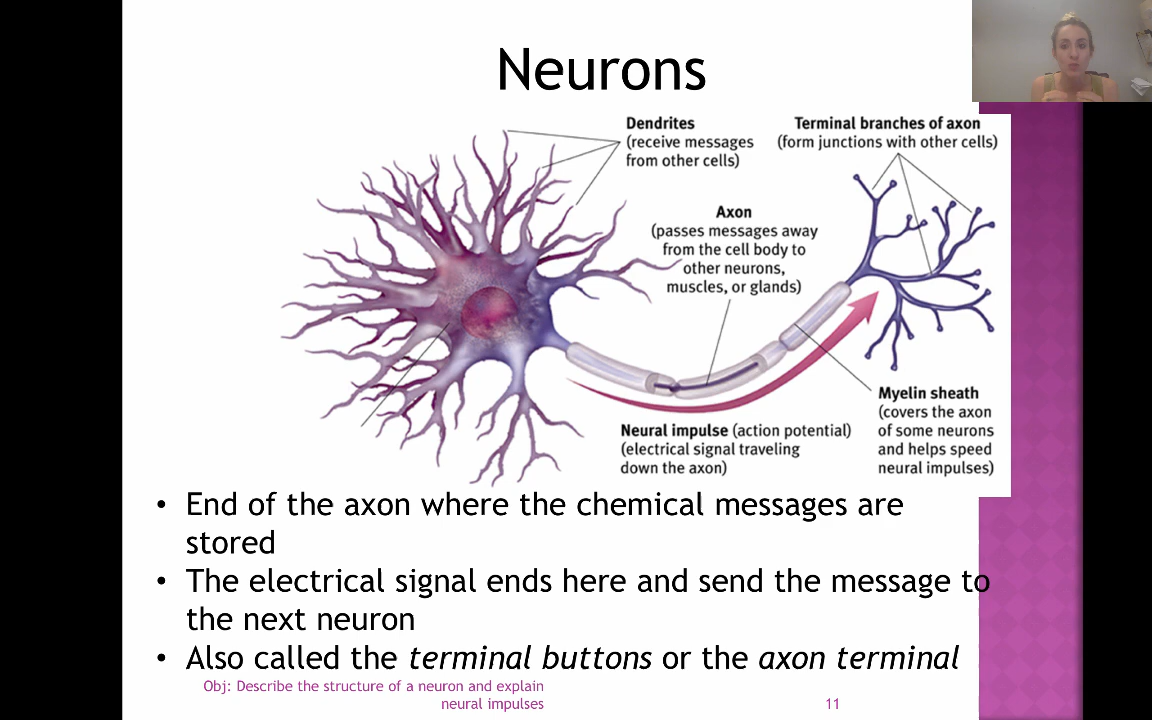 Neurons
Dendrites
(receive messages
from other cells)
Terminal branches of axon
(form junctions with other cells)
Axon
(passes messages away
from the cell body to
other neurons,
muscles, or glands)
Neural impulse (action potential)
(electrical signal traveling
down the axon)
Myelin sheath
(covers the axon
of some neurons
and helps speed
neural impulses)
• End of the axon where the chemical messages are
stored
• The electrical signal ends here and send the message to
the next neuron
• Also called the terminal buttons or the axon terminal
Obj: Describe the structure of a neuron and explain
neural impulses
11